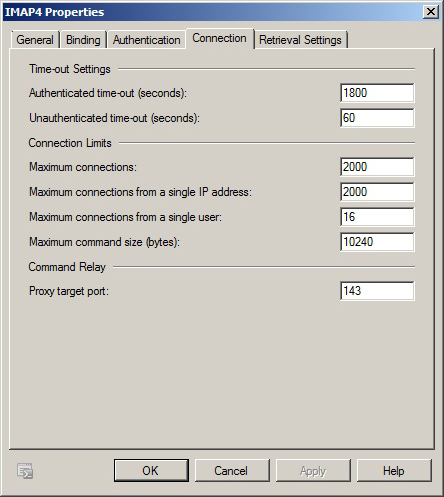 IMAP4 Properties
General Binding Authentication Connection Retrieval Settings
Time-out Settings
Authenticated time-out (seconds): 1800
Unauthenticated time-out (seconds): 60
Connection Limits
Maximum connections: 2000
Maximum connections from a single IP address: 2000
Maximum connections from a single user: 16
Maximum command size (bytes): 10240
Command Relay
Proxy target port: 143
OK Cancel Apply Help